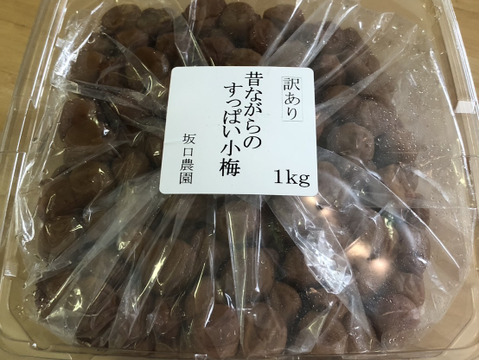 訳あり
昔ながらの
すっぱい小梅
坂口農園
1kg